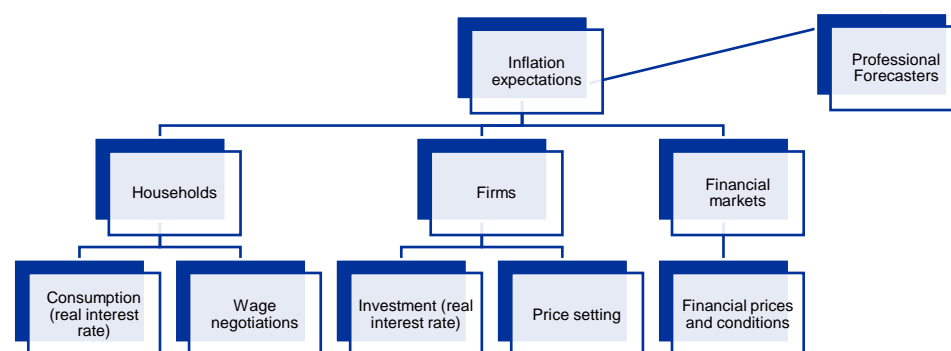 Inflation
expectations
Professional
Forecasters
Households
Firms
Financial
markets
Consumption
(real interest
rate)
Wage
negotiations
Investment (real
interest rate)
Price setting
Financial prices
and conditions